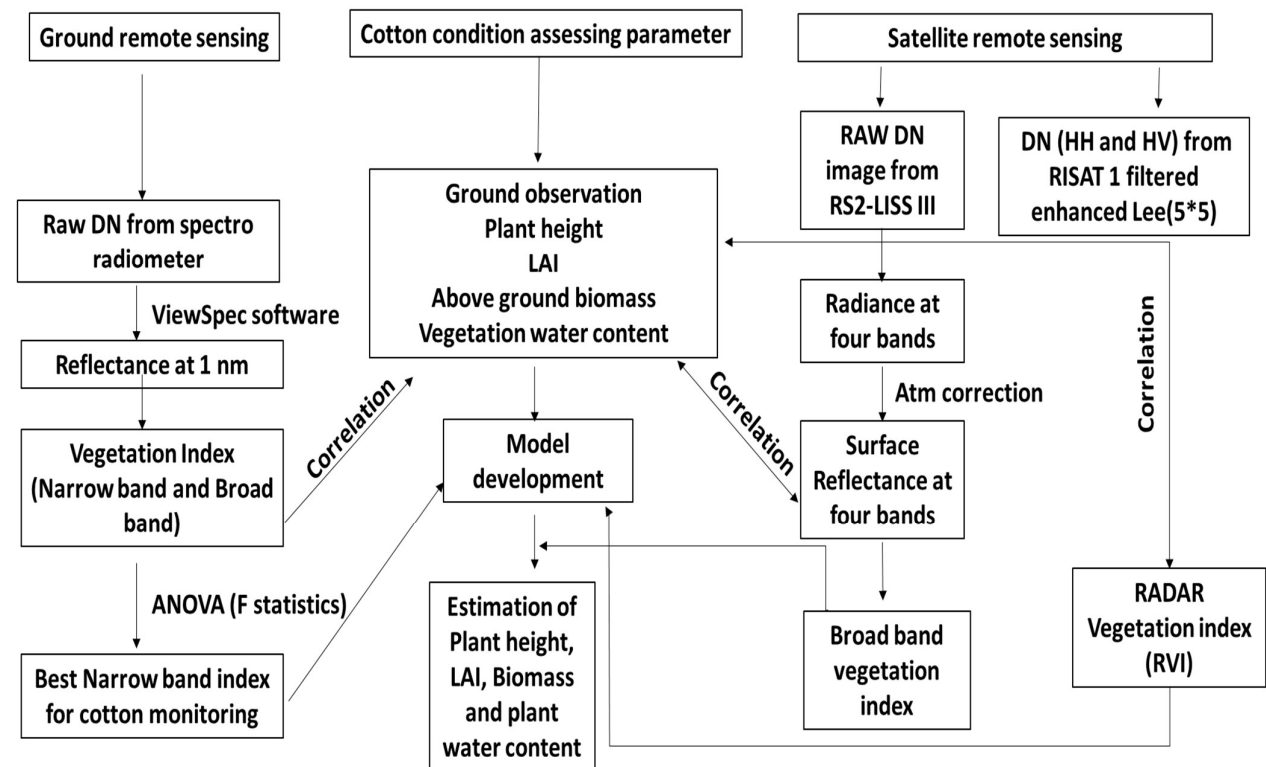 Ground remote sensing
Cotton condition assessing parameter
Satellite remote sensing
Raw DN from spectro
radiometer
ViewSpec software
Reflectance at 1 nm
Vegetation Index
(Narrow band and Broad
band)
ANOVA (F statistics)
Best Narrow band index
for cotton monitoring
Correlation
Ground observation
Plant height
LAI
Above ground biomass
Vegetation water content
Model
development
Estimation of
Plant height,
LAI, Biomass
and plant
water content
Correlation
RAW DN
image from
RS2-LISS III
Radiance at
four bands
Atm correction
Surface
Reflectance at
four bands
Broad band
vegetation
index
DN (HH and HV) from
RISAT 1 filtered
enhanced Lee(5*5)
Correlation
RADAR
Vegetation index
(RVI)